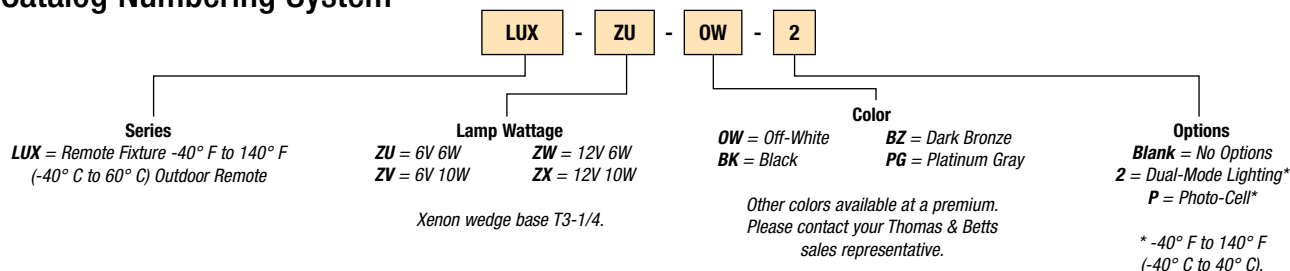 Catalog Numbering System
LUX - ZU - OW - 2
Series
LUX = Remote Fixture -40° F to 140° F
(-40° C to 60° C) Outdoor Remote
Lamp Wattage
ZU = 6V 6W ZW = 12V 6W
ZV = 6V 10W ZX = 12V 10W
Xenon wedge base T3-1/4.
Color
OW = Off-White BZ = Dark Bronze
BK = Black PG = Platinum Gray
Other colors available at a premium.
Please contact your Thomas & Betts
sales representative.
Options
Blank = No Options
2 = Dual-Mode Lighting*
P = Photo-Cell*
* -40° F to 140° F
(-40° C to 40° C).